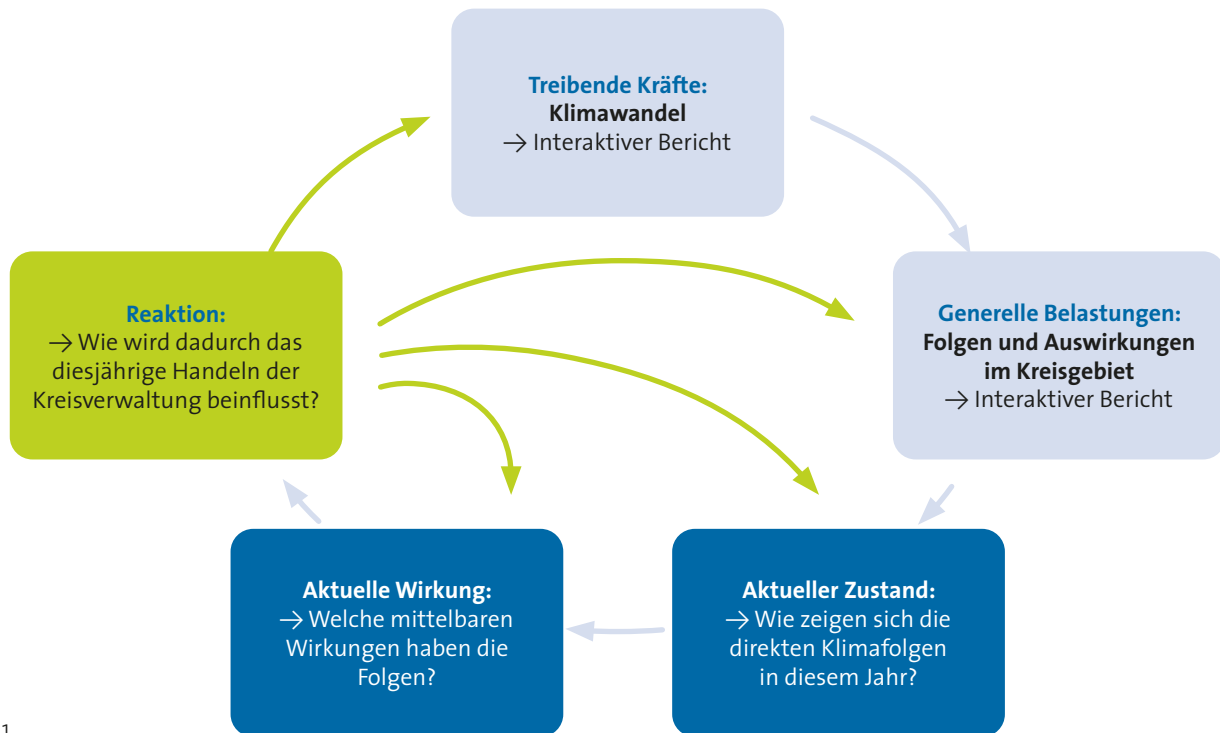 Treibende Kräfte:
Klimawandel
→ Interaktiver Bericht
Reaktion:
→ Wie wird dadurch das
diesjährige Handeln der
Kreisverwaltung beinflusst?
Generelle Belastungen:
Folgen und Auswirkungen
im Kreisgebiet
→ Interaktiver Bericht
Aktuelle Wirkung:
→ Welche mittelbaren
Wirkungen haben die
Folgen?
Aktueller Zustand:
→ Wie zeigen sich die
direkten Klimafolgen
in diesem Jahr?
1